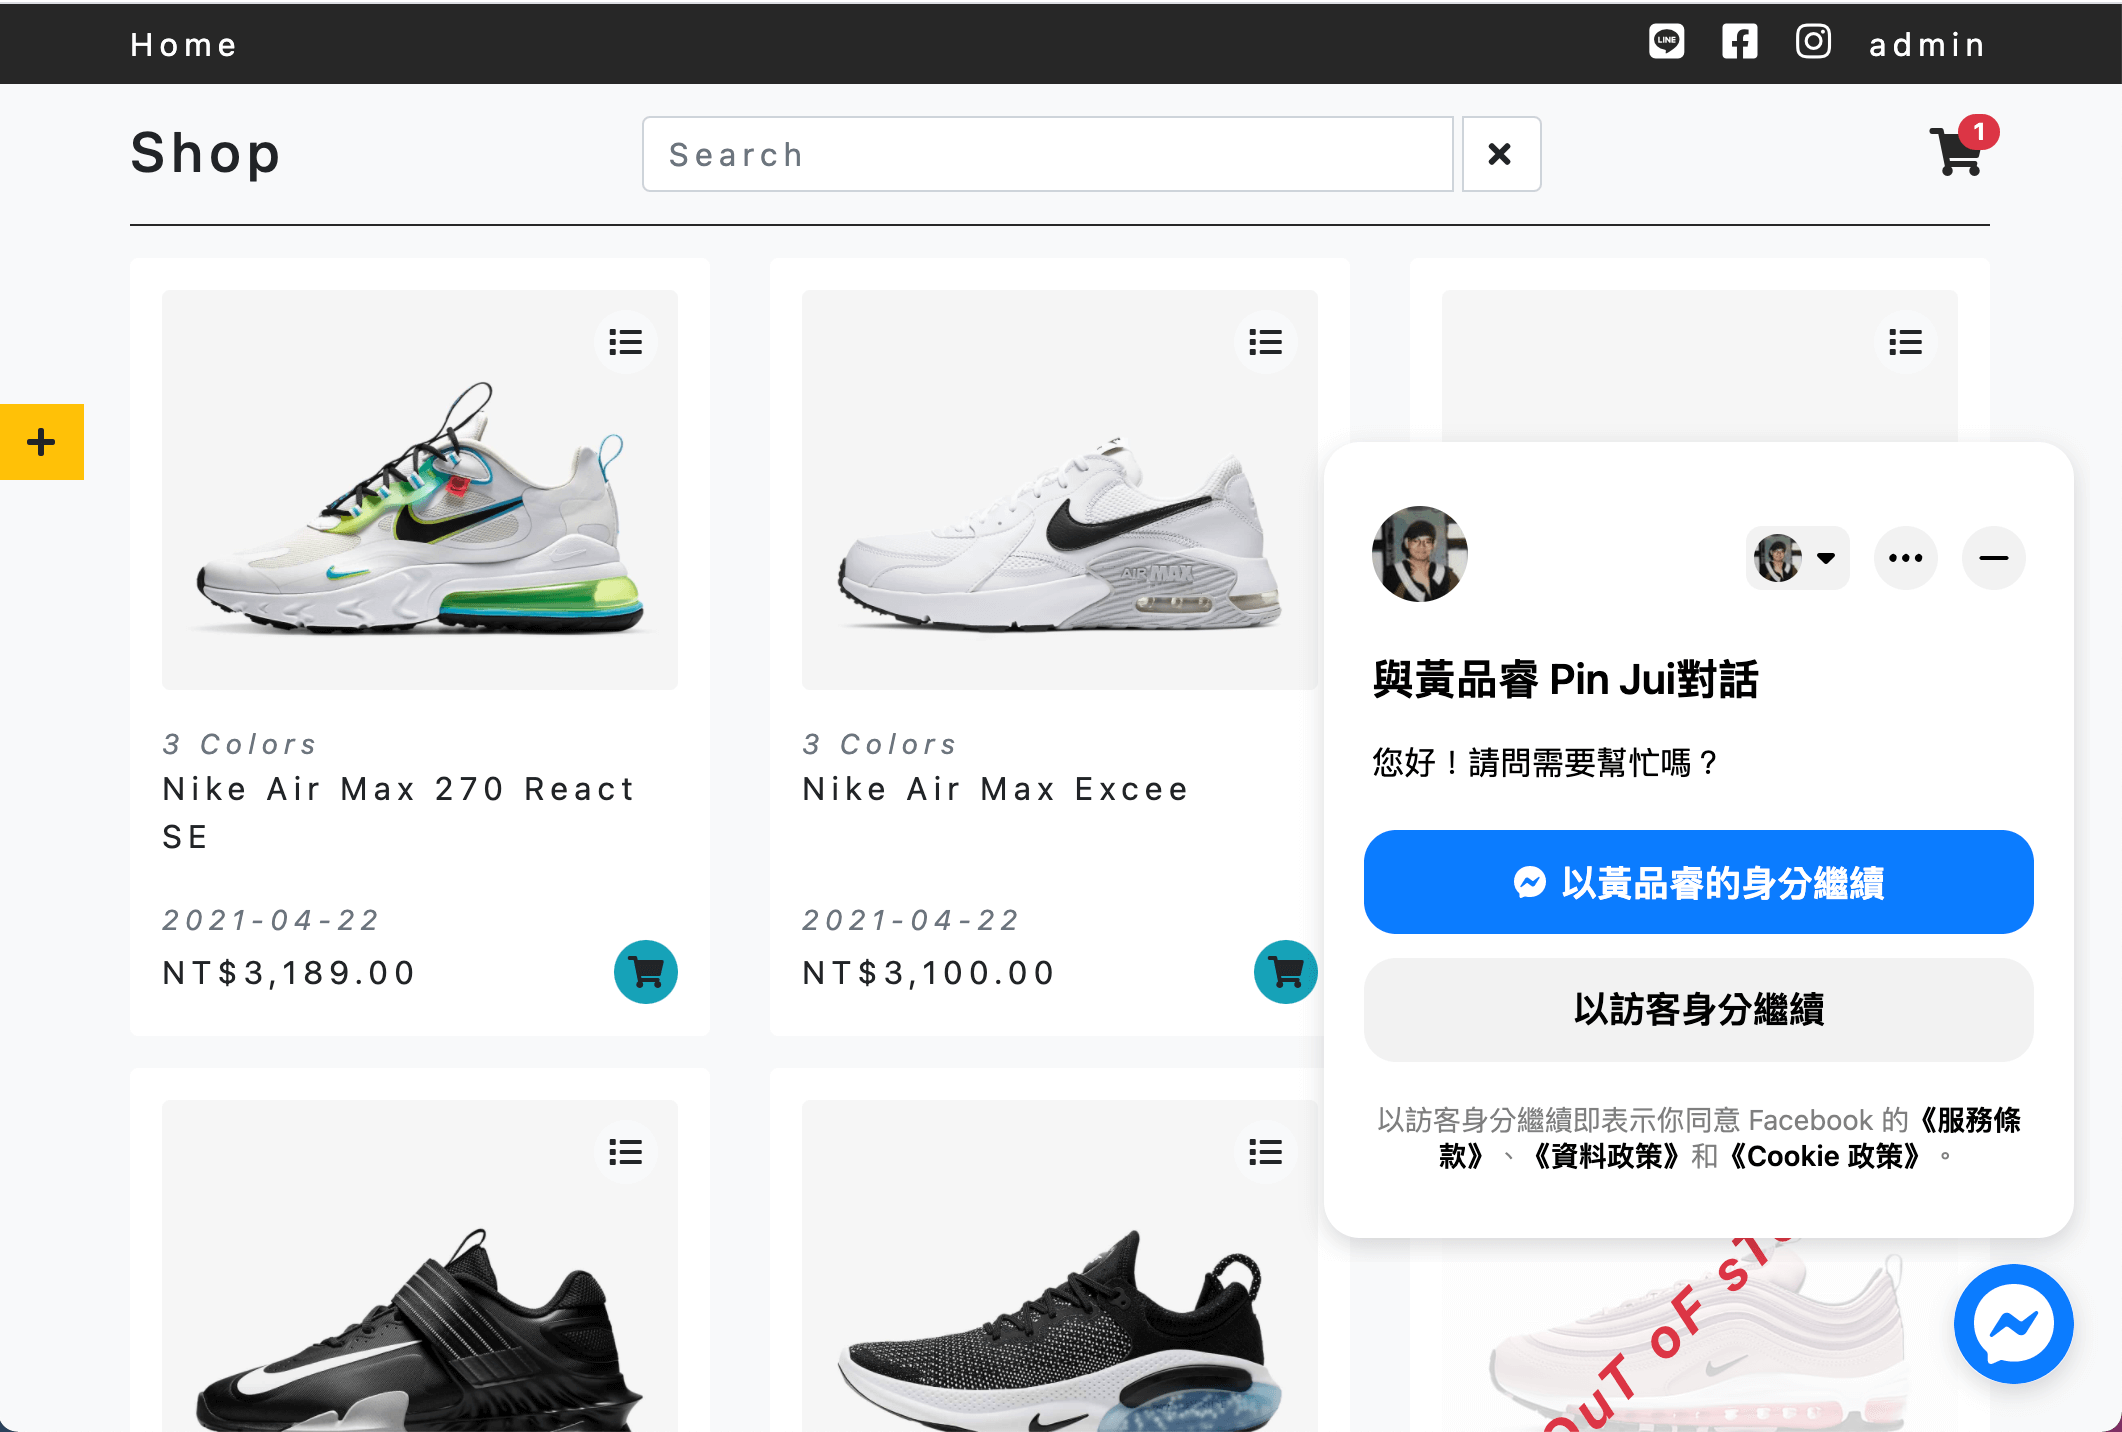 Home
LINE
admin
Shop
Search
1
3 Colors
Nike Air Max 270 React
SE
2021-04-22
NT$3,189.00
AIR MAX
3 Colors
Nike Air Max Excee
2021-04-22
NT$3,100.00
與黃品睿 Pin Jui對話
您好！請問需要幫忙嗎？
以黃品睿的身分繼續
以訪客身分繼續
以訪客身分繼續即表示你同意 Facebook 的《服務條
款》、《資料政策》和《Cookie 政策》。
OuT oF sT